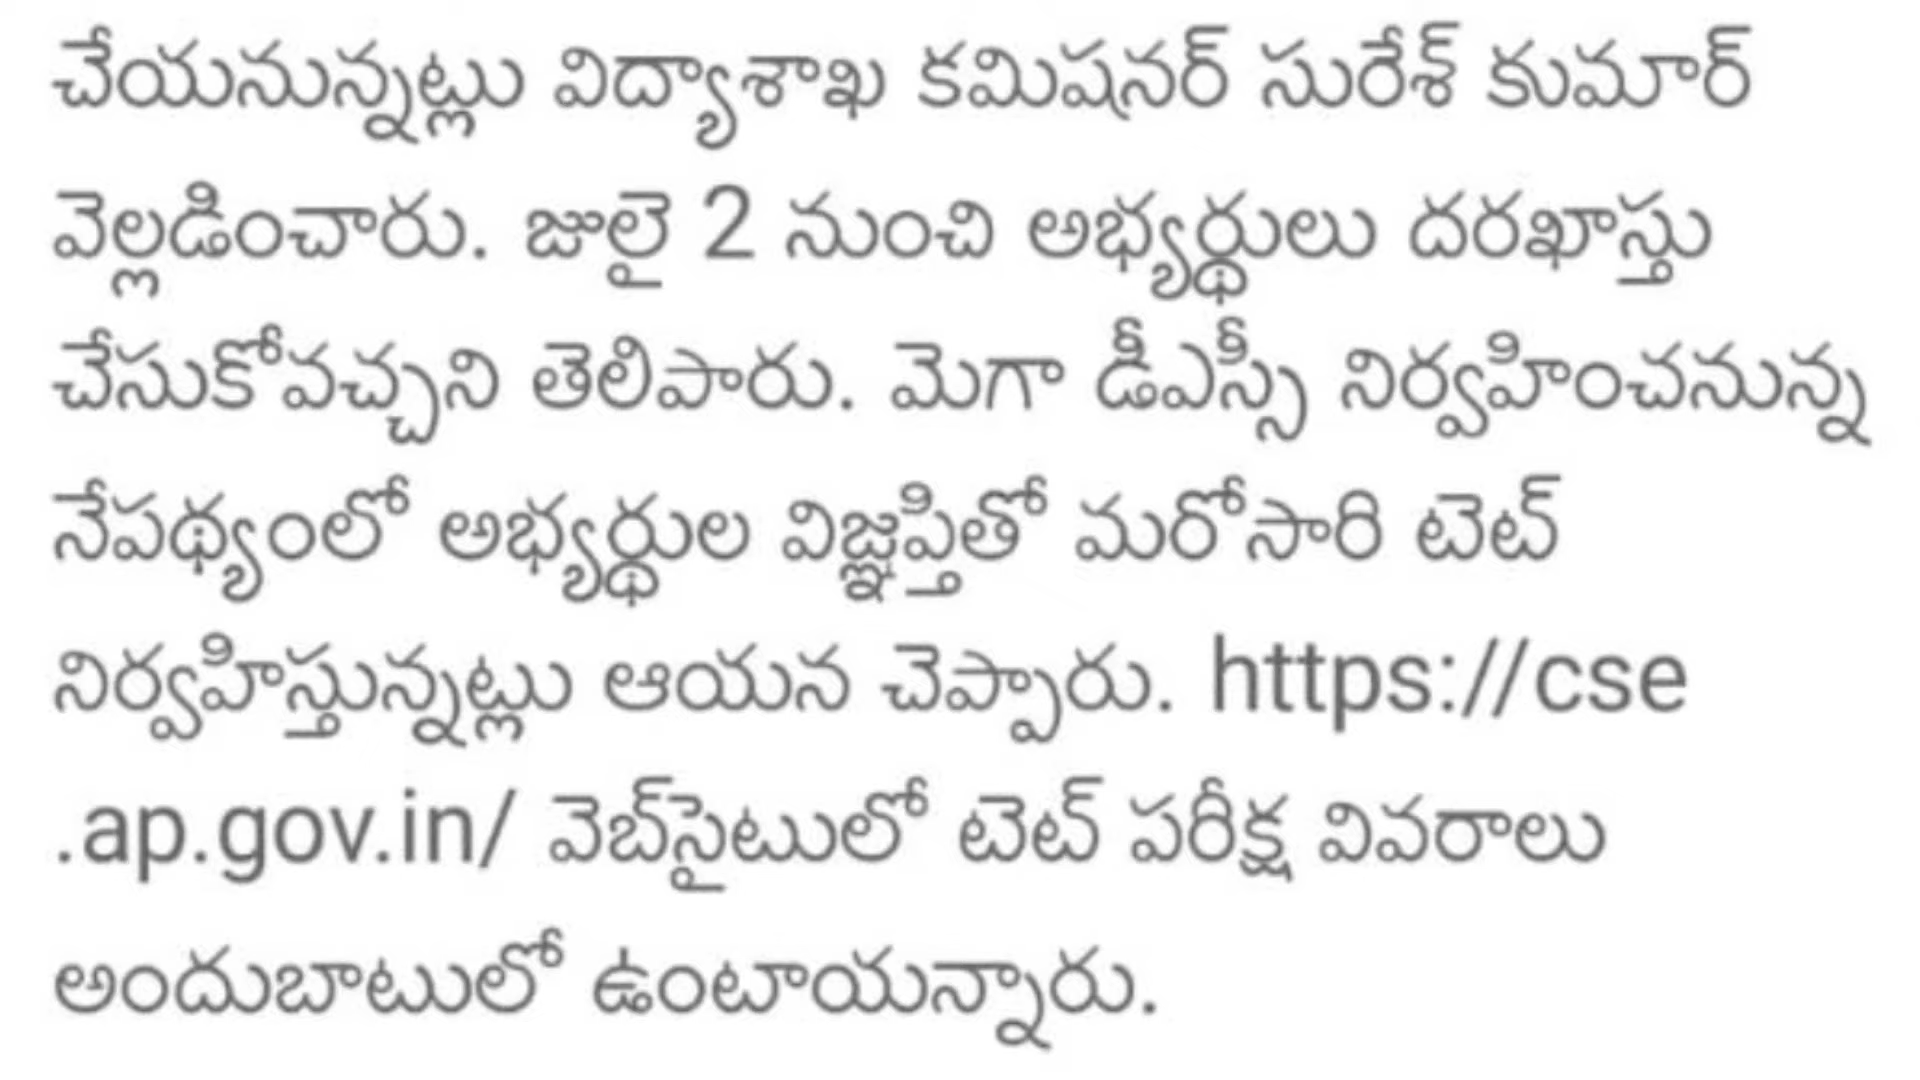 చేయనున్నట్లు విద్యాశాఖ కమిషనర్ సురేశ్ కుమార్
వెల్లడించారు. జులై 2 నుంచి అభ్యర్థులు దరఖాస్తు
చేసుకోవచ్చని తెలిపారు. మెగా డీఎస్సీ నిర్వహించనున్న
నేపథ్యంలో అభ్యర్థుల విజ్ఞప్తితో మరోసారి టెట్
నిర్వహిస్తున్నట్లు ఆయన చెప్పారు. https://cse
.ap.gov.in/ వెబ్‌సైటులో టెట్ పరీక్ష వివరాలు
అందుబాటులో ఉంటాయన్నారు.